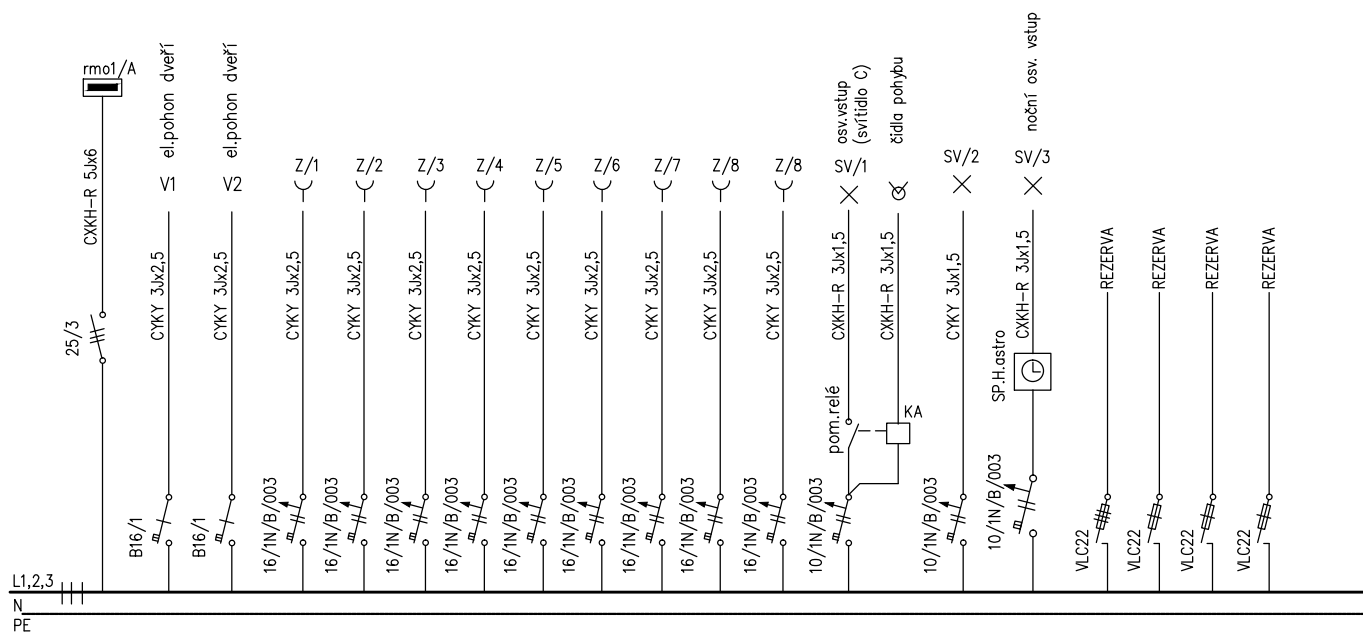 rmo1/A
CXKH-R 5Jx6
25/3
el.pohon dveří
V1
CYKY 3Jx2,5
B16/1
el.pohon dveří
V2
CYKY 3Jx2,5
B16/1
Z/1
CYKY 3Jx2,5
16/1N/B/003
Z/2
CYKY 3Jx2,5
16/1N/B/003
Z/3
CYKY 3Jx2,5
16/1N/B/003
Z/4
CYKY 3Jx2,5
16/1N/B/003
Z/5
CYKY 3Jx2,5
16/1N/B/003
Z/6
CYKY 3Jx2,5
16/1N/B/003
Z/7
CYKY 3Jx2,5
16/1N/B/003
Z/8
CYKY 3Jx2,5
16/1N/B/003
Z/8
CYKY 3Jx2,5
16/1N/B/003
osv.vstup
(svítidlo C)
SV/1
CXKH-R 3Jx1,5
pom.relé
10/1N/B/003
čidla pohybu
CXKH-R 3Jx1,5
KA
SV/2
CYKY 3Jx1,5
10/1N/B/003
noční osv. vstup
SV/3
CXKH-R 3Jx1,5
SP.H.astro
10/1N/B/003
REZERVA
VLC22
REZERVA
VLC22
REZERVA
VLC22
REZERVA
VLC22
L1,2,3
N
PE